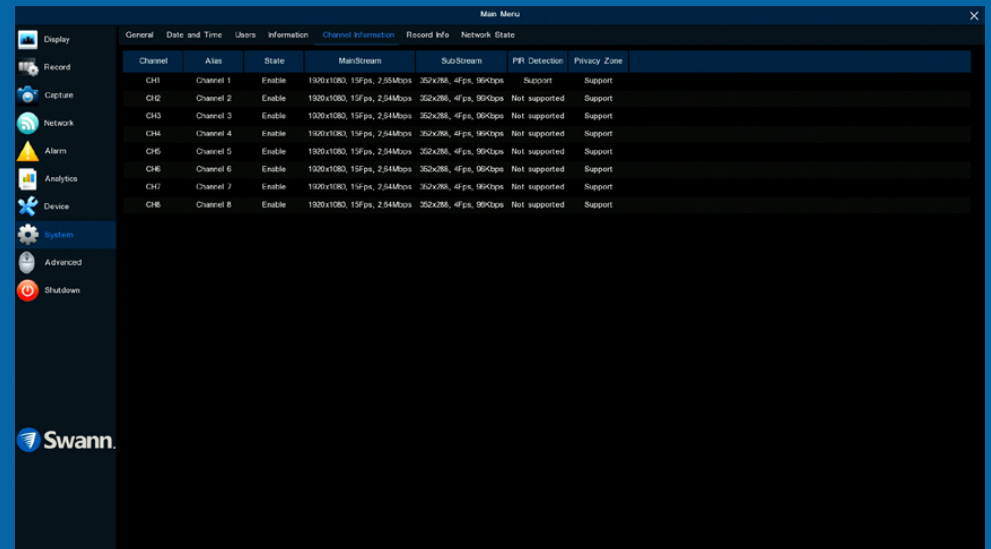 Main Menu
Display
Record
Capture
Network
Alarm
Analytics
Device
System
Advanced
Shutdown
Swann.
General Date and Time Users Information Channel Information Record Info Network State
Channel Alias State MainStream SubStream PIR Detection Privacy Zone
CH1 Channel 1 Enable 1920x1080, 15Fps, 2,55Mbps 352x288, 4Fps, 96Kbps Support Support
CH2 Channel 2 Enable 1920x1080, 15Fps, 2,64Mbps 352x288, 4Fps, 96Kbps Not supported Support
CH3 Channel 3 Enable 1920x1080, 15Fps, 2,64Mbps 352x288, 4Fps, 96Kbps Not supported Support
CH4 Channel 4 Enable 1920x1080, 15Fps, 2,64Mbps 352x288, 4Fps, 96Kbps Not supported Support
CH5 Channel 5 Enable 1920x1080, 15Fps, 2,64Mbps 352x288, 4Fps, 96Kbps Not supported Support
CH6 Channel 6 Enable 1920x1080, 15Fps, 2,64Mbps 352x288, 4Fps, 96Kbps Not supported Support
CH7 Channel 7 Enable 1920x1080, 15Fps, 2,64Mbps 352x288, 4Fps, 96Kbps Not supported Support
CH8 Channel 8 Enable 1920x1080, 15Fps, 2,64Mbps 352x288, 4Fps, 96Kbps Not supported Support